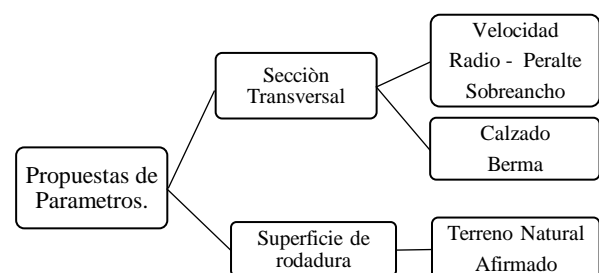 Velocidad
Radio - Peralte
Sobreancho
Secciòn
Transversal
Calzado
Berma
Propuestas de
Parametros.
Superficie de
rodadura
Terreno Natural
Afirmado